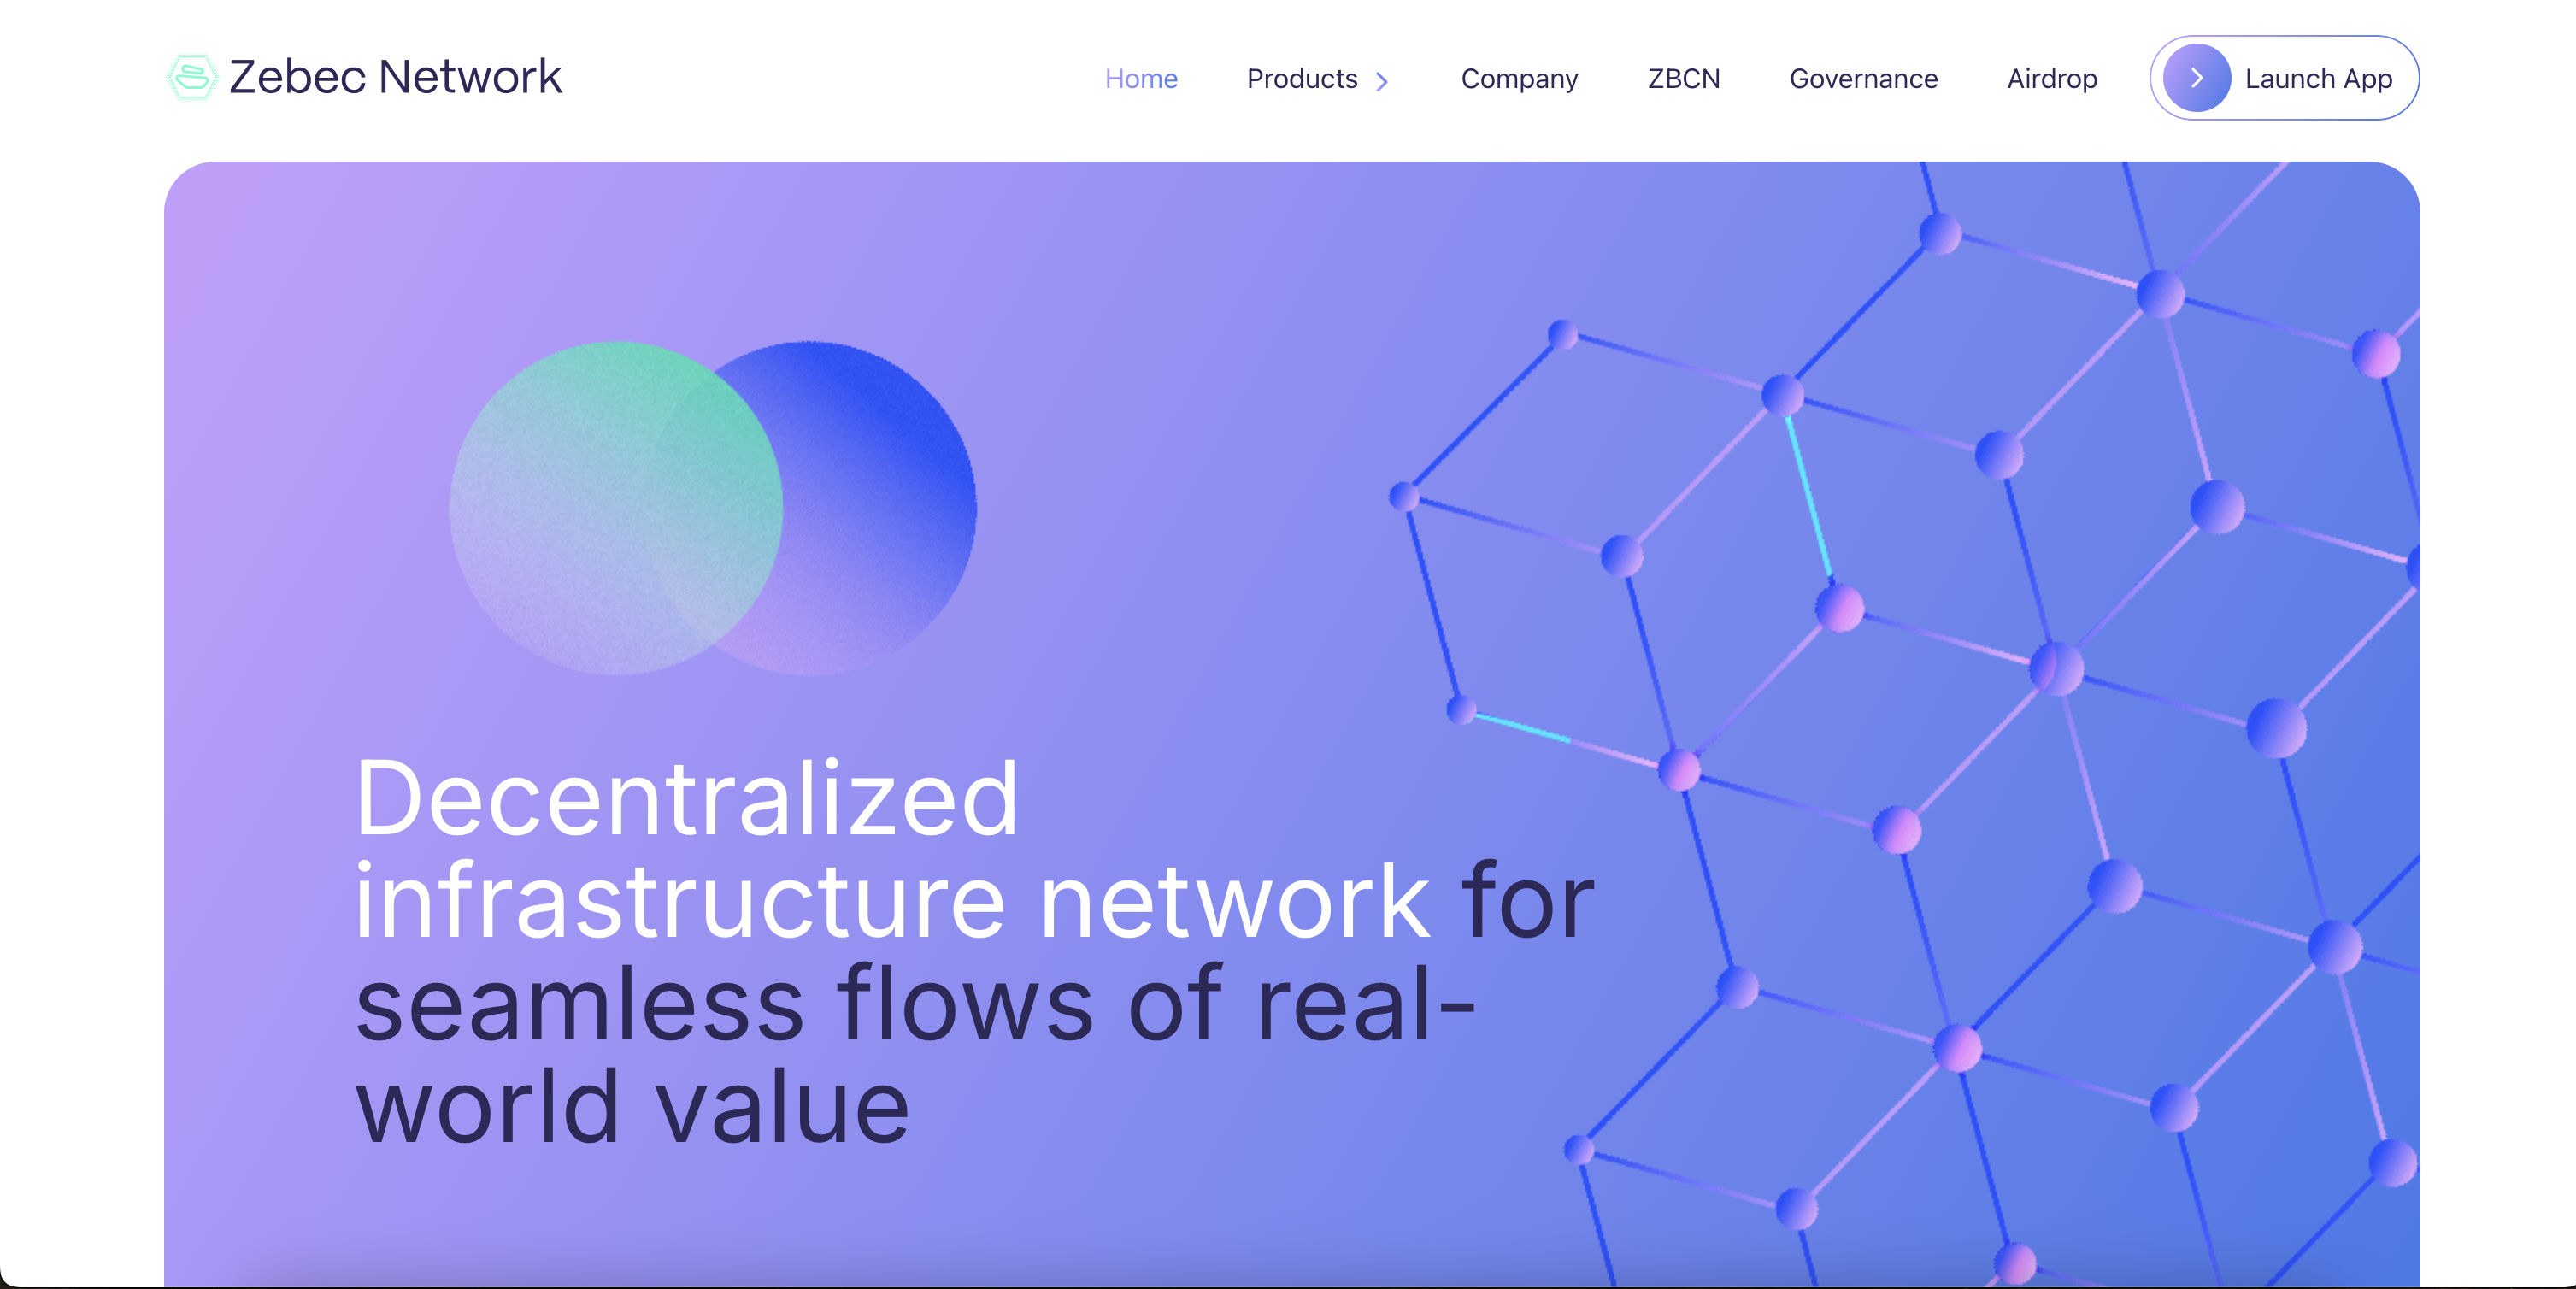 Zebec Network
Home Products Company ZBCN Governance Airdrop Launch App
Decentralized
infrastructure network for
seamless flows of real-
world value